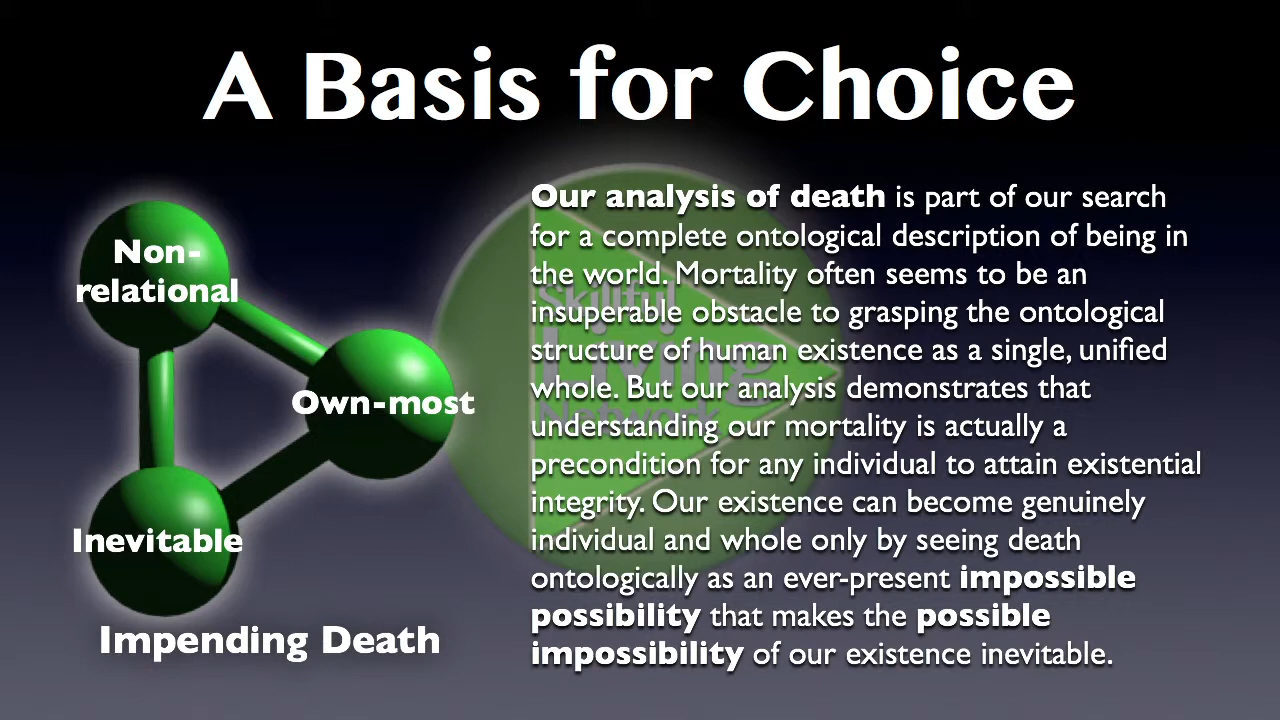 A Basis for Choice
Non-
relational
Own-most
Inevitable
Impending Death
Our analysis of death is part of our search
for a complete ontological description of being in
the world. Mortality often seems to be an
insuperable obstacle to grasping the ontological
structure of human existence as a single, unified
whole. But our analysis demonstrates that
understanding our mortality is actually a
precondition for any individual to attain existential
integrity. Our existence can become genuinely
individual and whole only by seeing death
ontologically as an ever-present impossible
possibility that makes the possible
impossibility of our existence inevitable.
Skillful
Living
Network